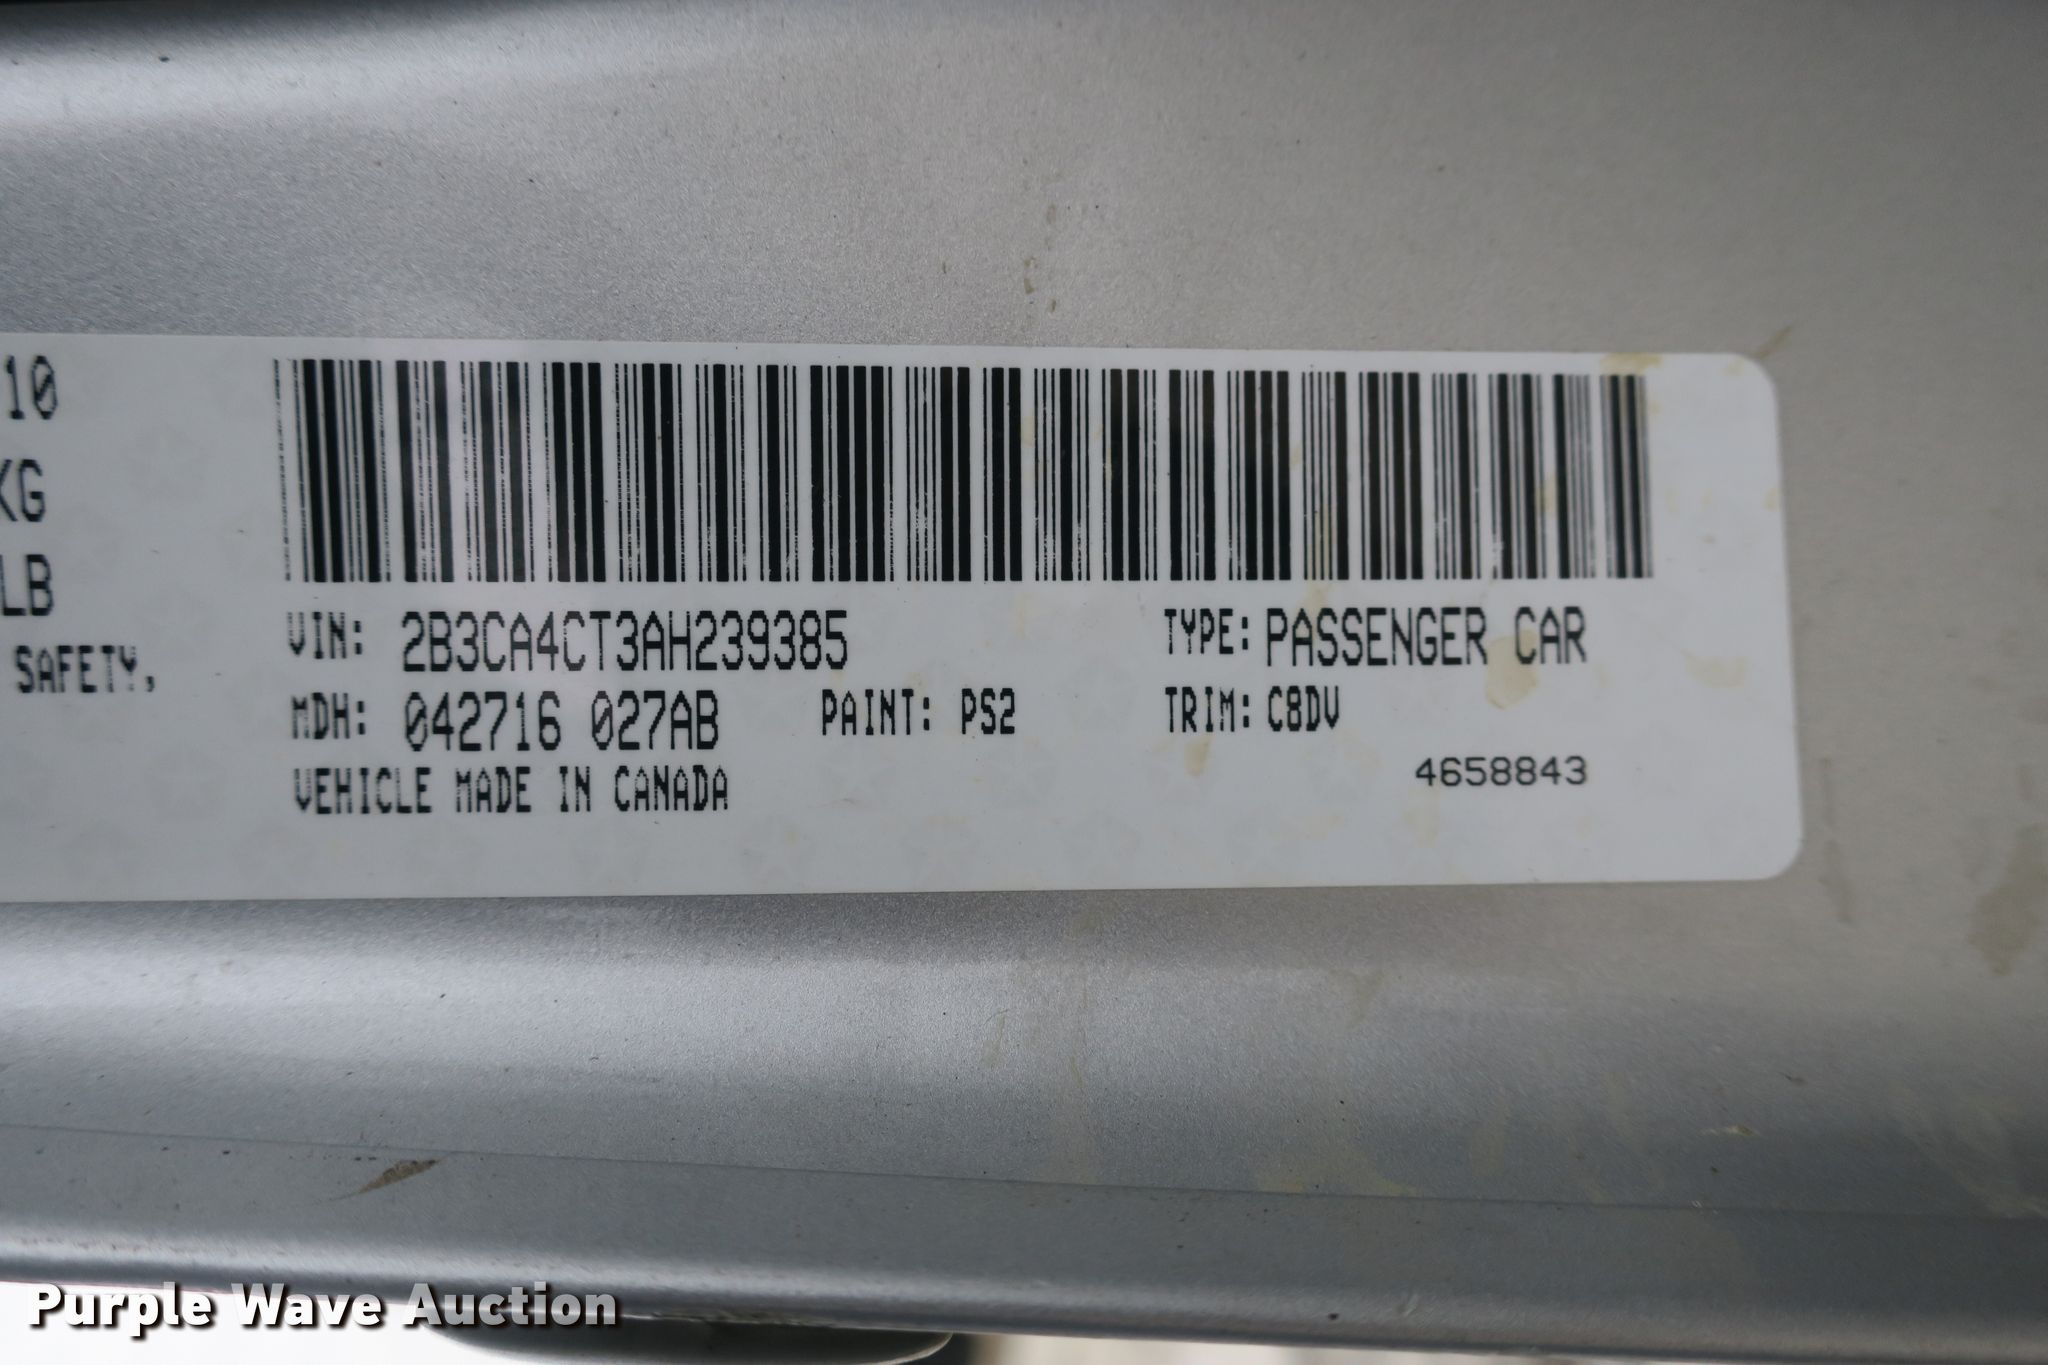 10
KG
LB
SAFETY,
VIN: 2B3CA4CT3AH239385
TYPE: PASSENGER CAR
MDH: 042716 027AB
PAINT: PS2
TRIM: C8DV
VEHICLE MADE IN CANADA
4658843
Purple Wave Auction